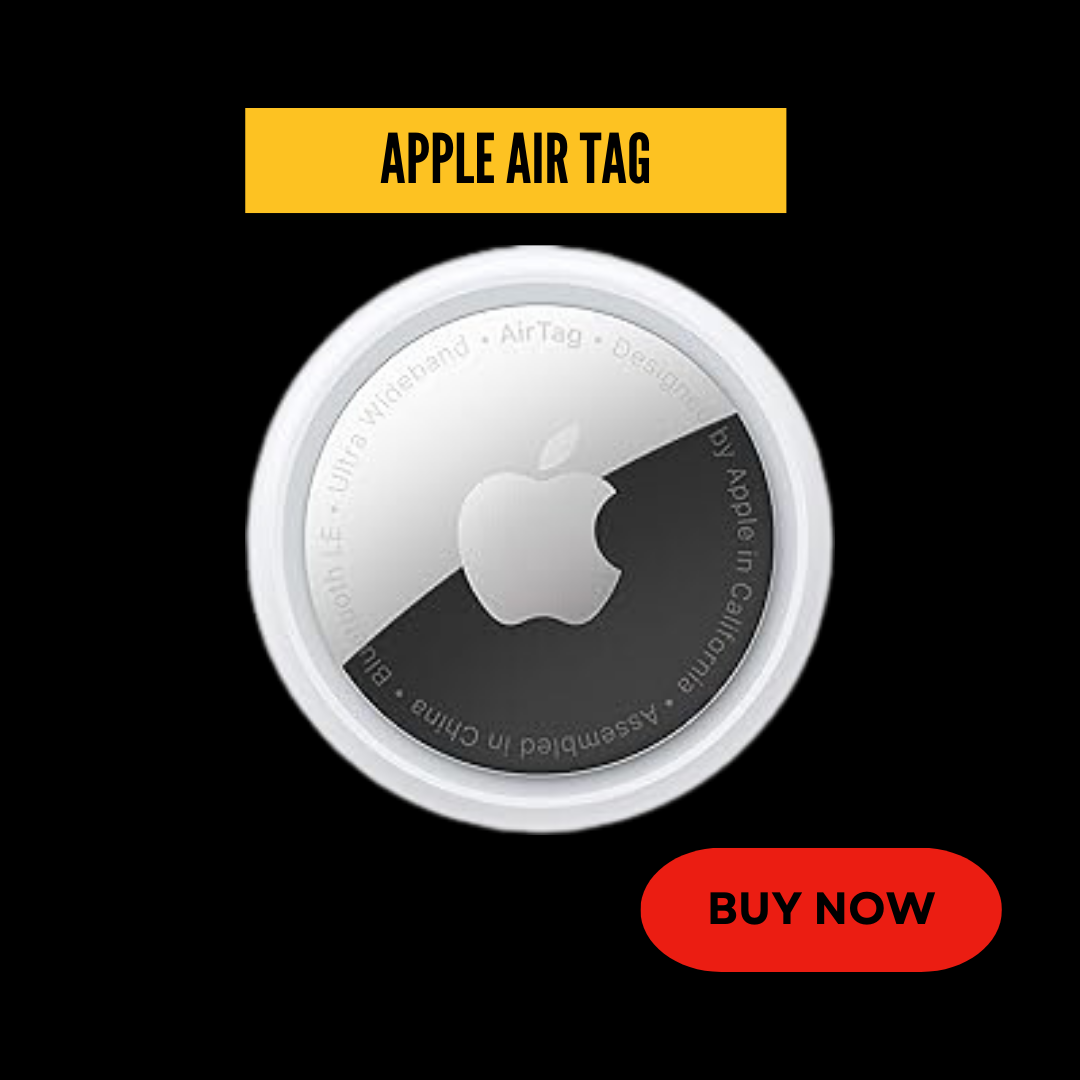 APPLE AIR TAG
• AirTag • Designed by Apple in California • Assembled in China • Bluetooth LE • Ultra Wideband
BUY NOW